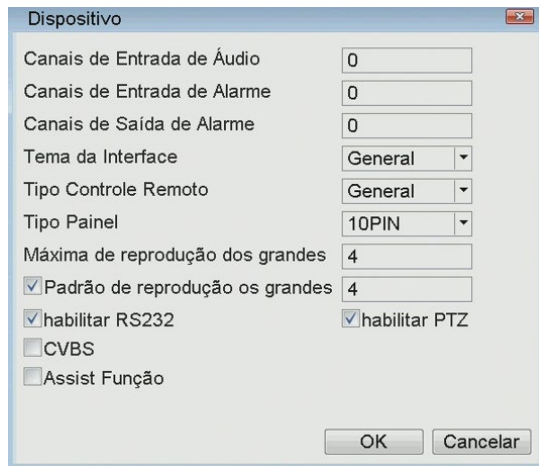 Dispositivo
Canais de Entrada de Áudio 0
Canais de Entrada de Alarme 0
Canais de Saída de Alarme 0
Tema da Interface General
Tipo Controle Remoto General
Tipo Painel 10PIN
Máxima de reprodução dos grandes 4
Padrão de reprodução os grandes 4
habilitar RS232 habilitar PTZ
CVBS
Assist Função
OK Cancelar